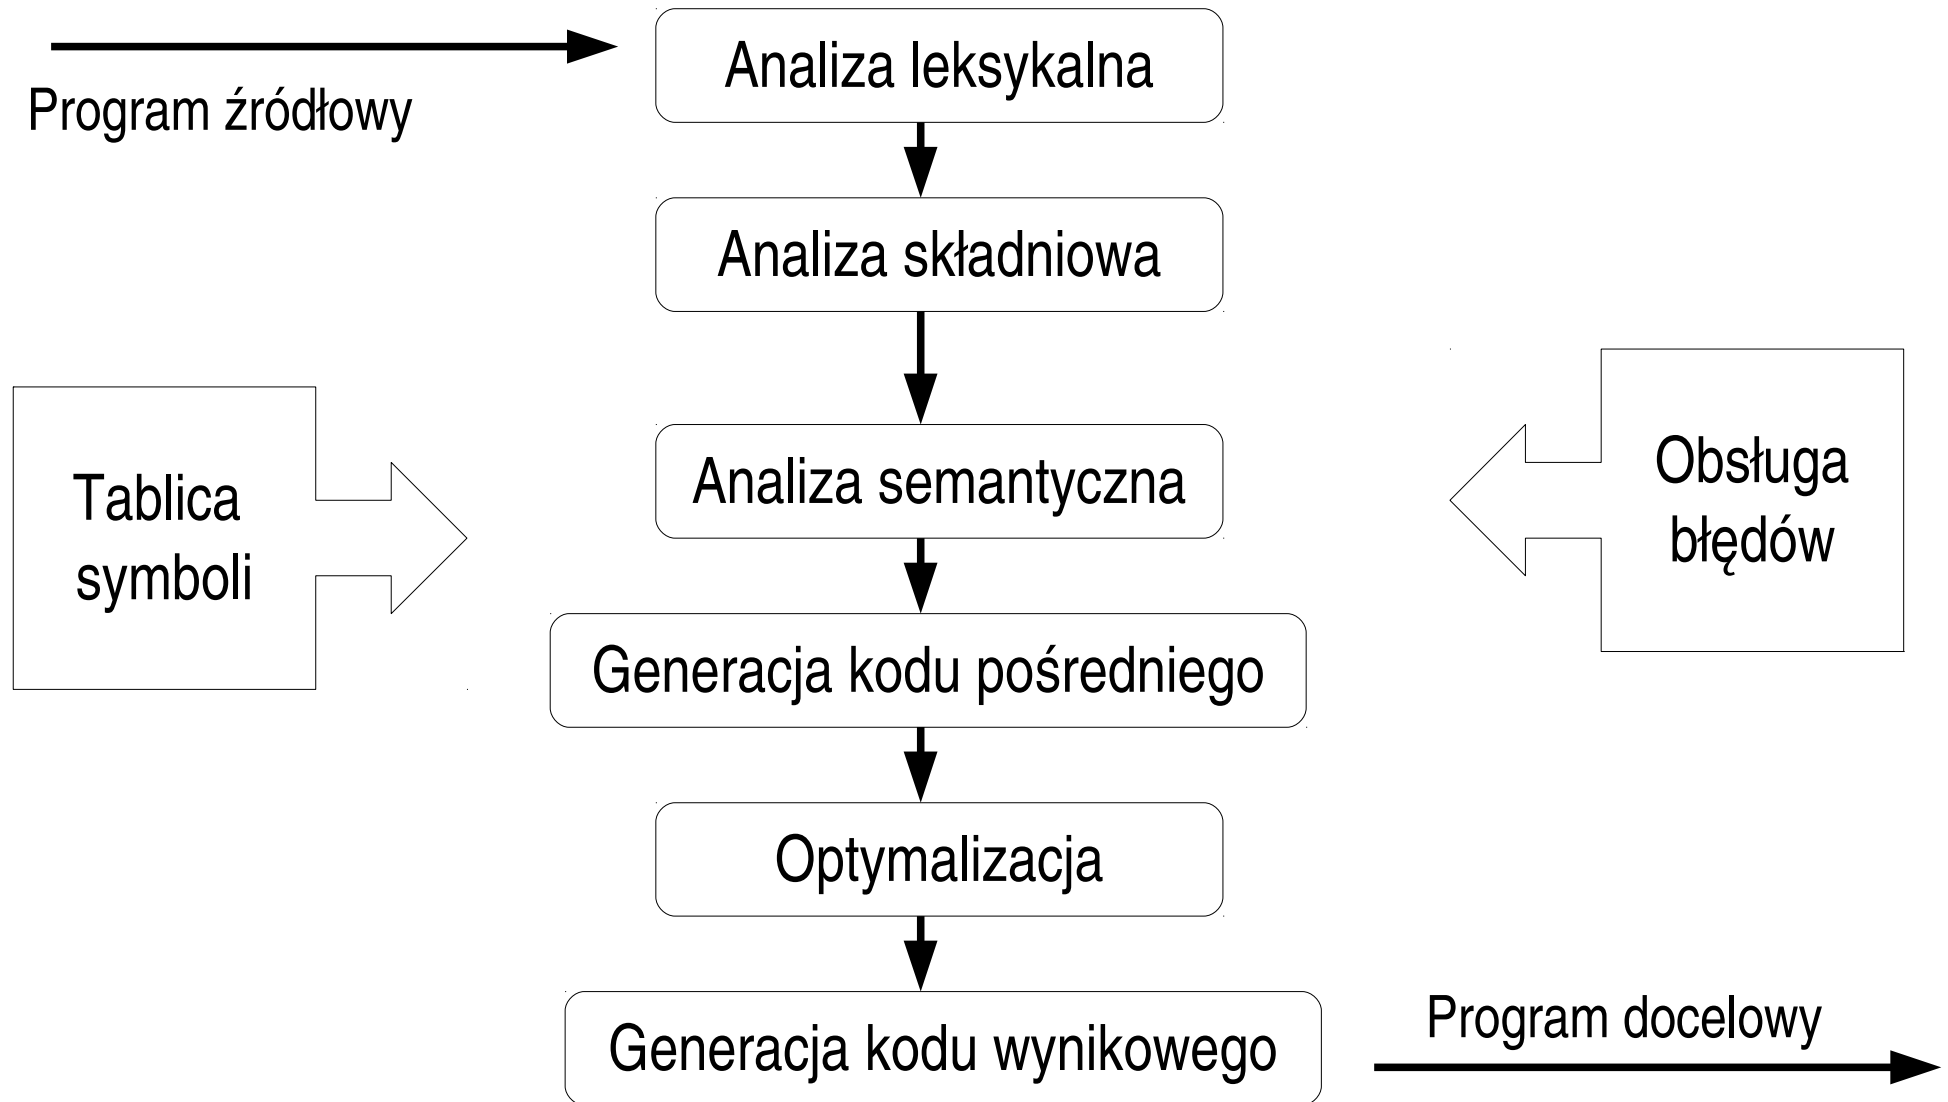 Analiza leksykalna
Program źródłowy
Analiza składniowa
Tablica
symboli
Analiza semantyczna
Obsługa
błędów
Generacja kodu pośredniego
Optymalizacja
Generacja kodu wynikowego
Program docelowy